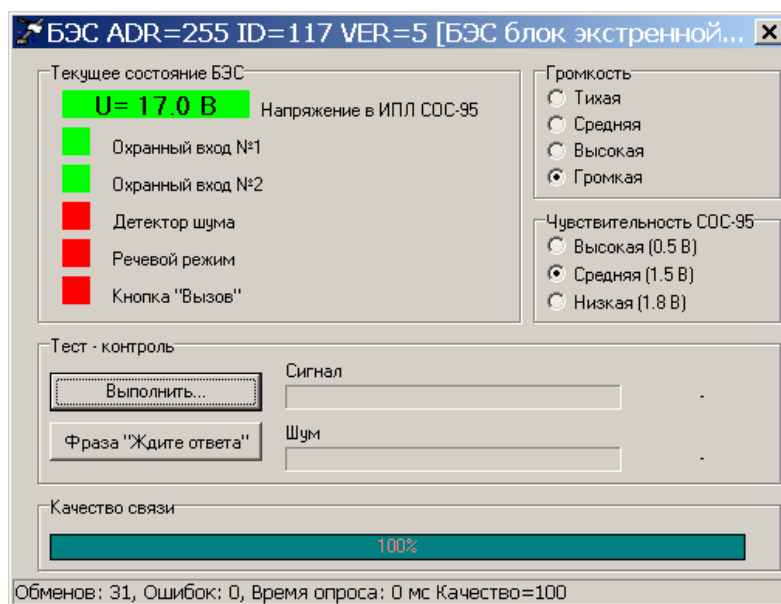 БЭС ADR=255 ID=117 VER=5 [БЭС блок экстренной...
Текущее состояние БЭС
U= 17.0 В
Напряжение в ИПЛ СОС-95
Охранный вход №1
Охранный вход №2
Детектор шума
Речевой режим
Кнопка "Вызов"
Громкость
Тихая
Средняя
Высокая
Громкая
Чувствительность СОС-95
Высокая (0.5 В)
Средняя (1.5 В)
Низкая (1.8 В)
Тест - контроль
Выполнить...
Сигнал
-
Фраза "Ждите ответа"
Шум
-
Качество связи
100%
Обменов: 31, Ошибок: 0, Время опроса: 0 мс Качество=100